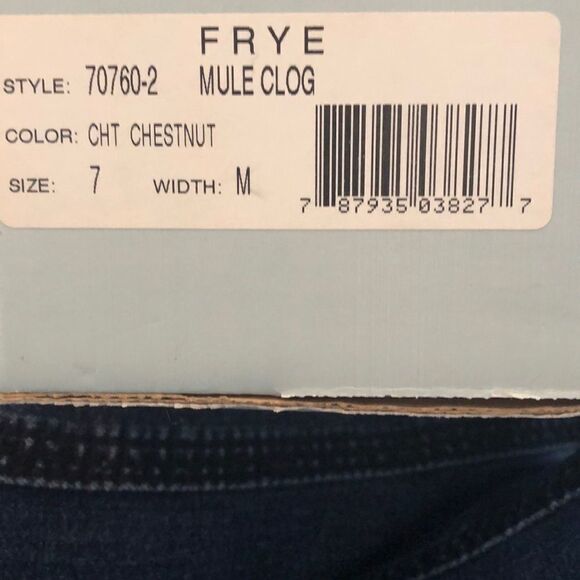 FRYE
STYLE: 70760-2 MULE CLOG
COLOR: CHT CHESTNUT
SIZE: 7 WIDTH: M
7 87935 03827 7